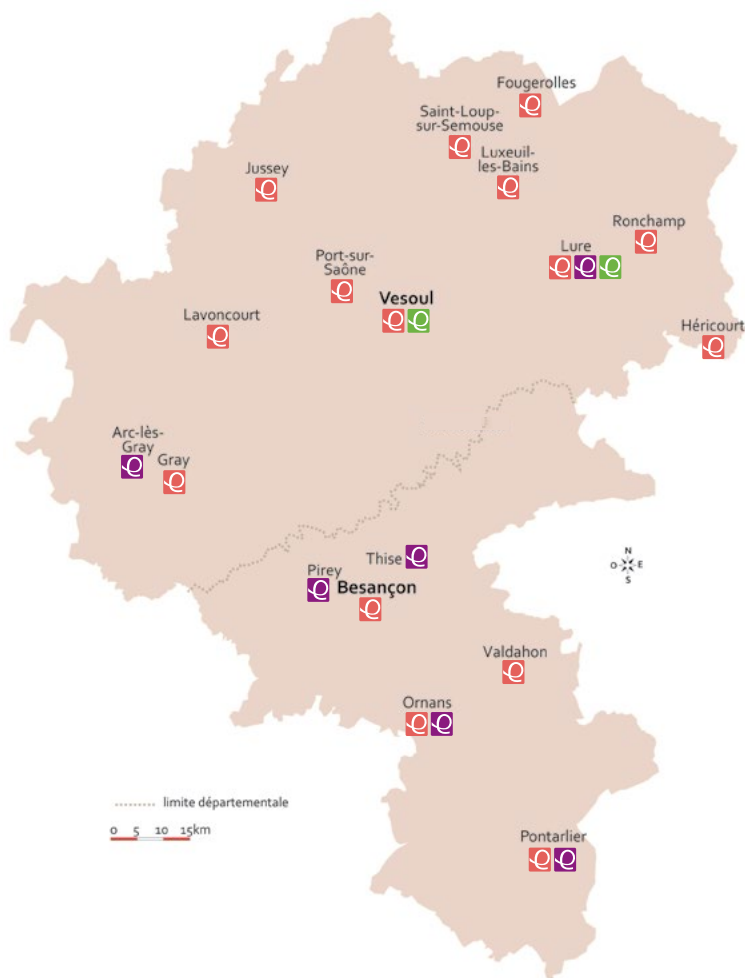 Fougerolles
Saint-Loup-
sur-Semouse
Luxeuil-
les-Bains
Jussey
Ronchamp
Lure
Port-sur-
Saône
Vesoul
Lavoncourt
Héricourt
Arc-lès-
Gray
Gray
Thise
N
O E
S
Pirey
Besançon
Valdahon
Ornans
limite départementale
0 5 10 15km
Pontarlier